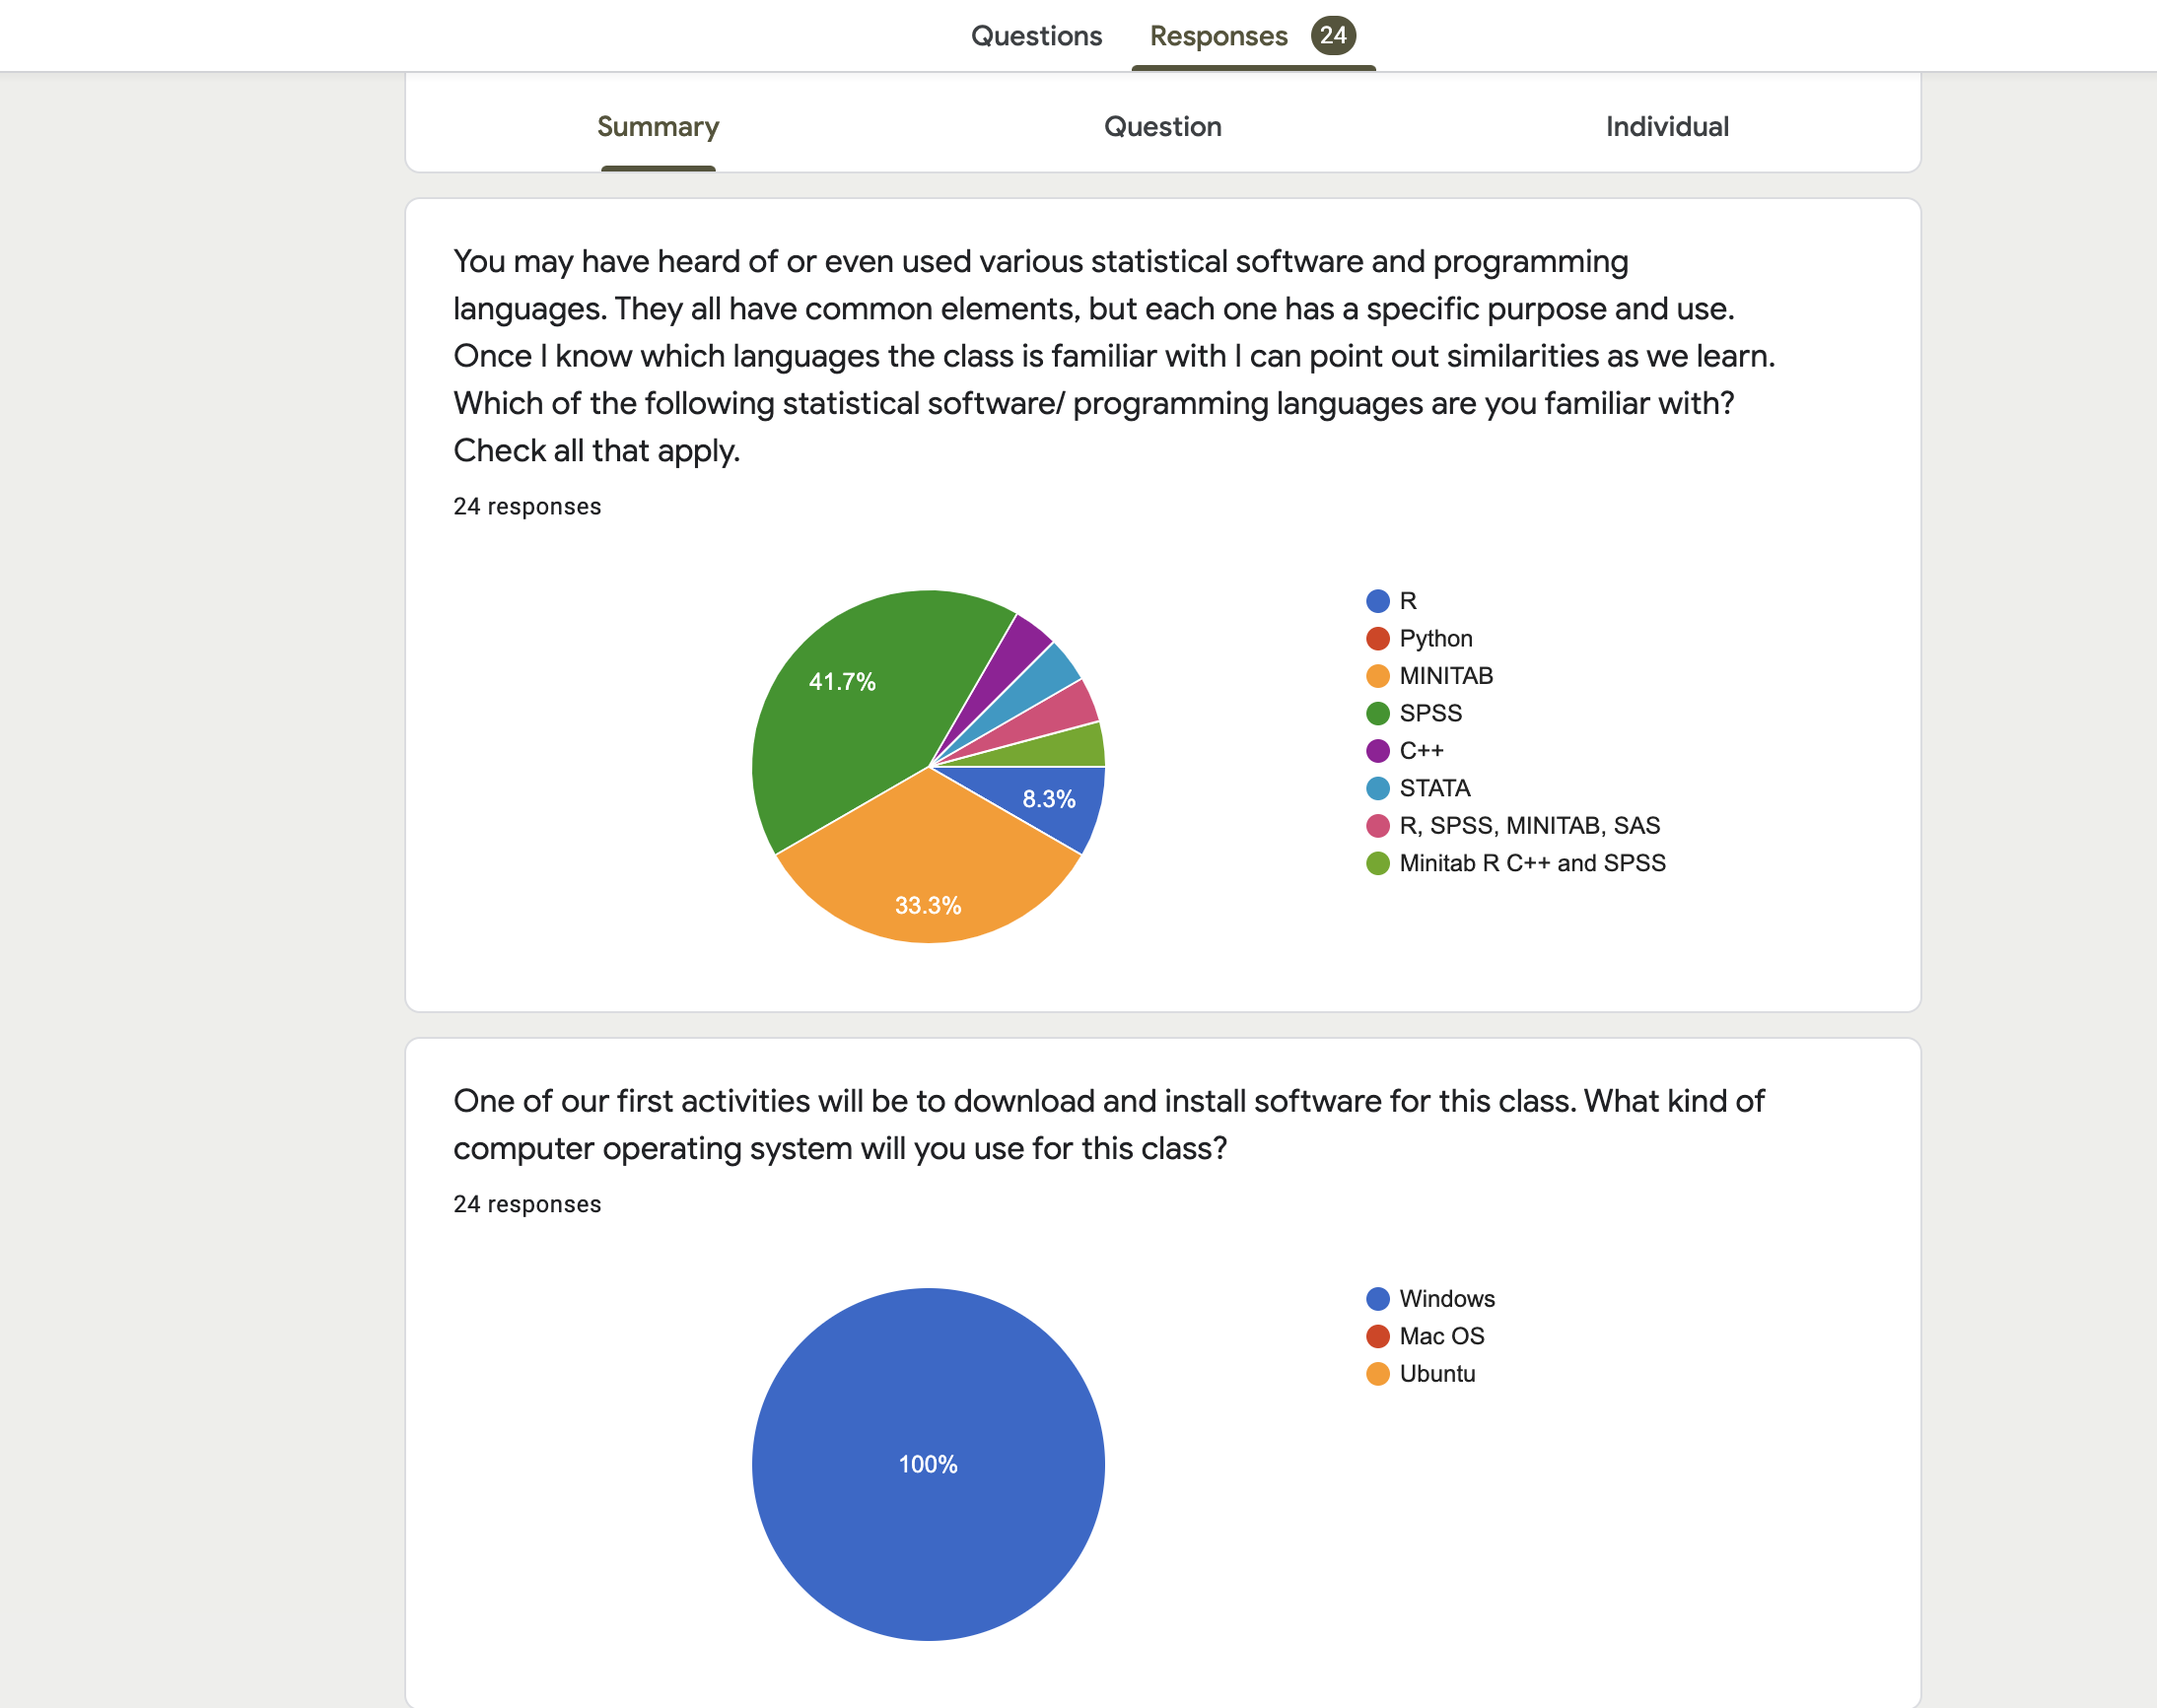 Questions Responses 24
Summary Question Individual
You may have heard of or even used various statistical software and programming
languages. They all have common elements, but each one has a specific purpose and use.
Once I know which languages the class is familiar with I can point out similarities as we learn.
Which of the following statistical software/ programming languages are you familiar with?
Check all that apply.
24 responses
41.7%
8.3%
33.3%
R
Python
MINITAB
SPSS
C++
STATA
R, SPSS, MINITAB, SAS
Minitab R C++ and SPSS
One of our first activities will be to download and install software for this class. What kind of
computer operating system will you use for this class?
24 responses
100%
Windows
Mac OS
Ubuntu